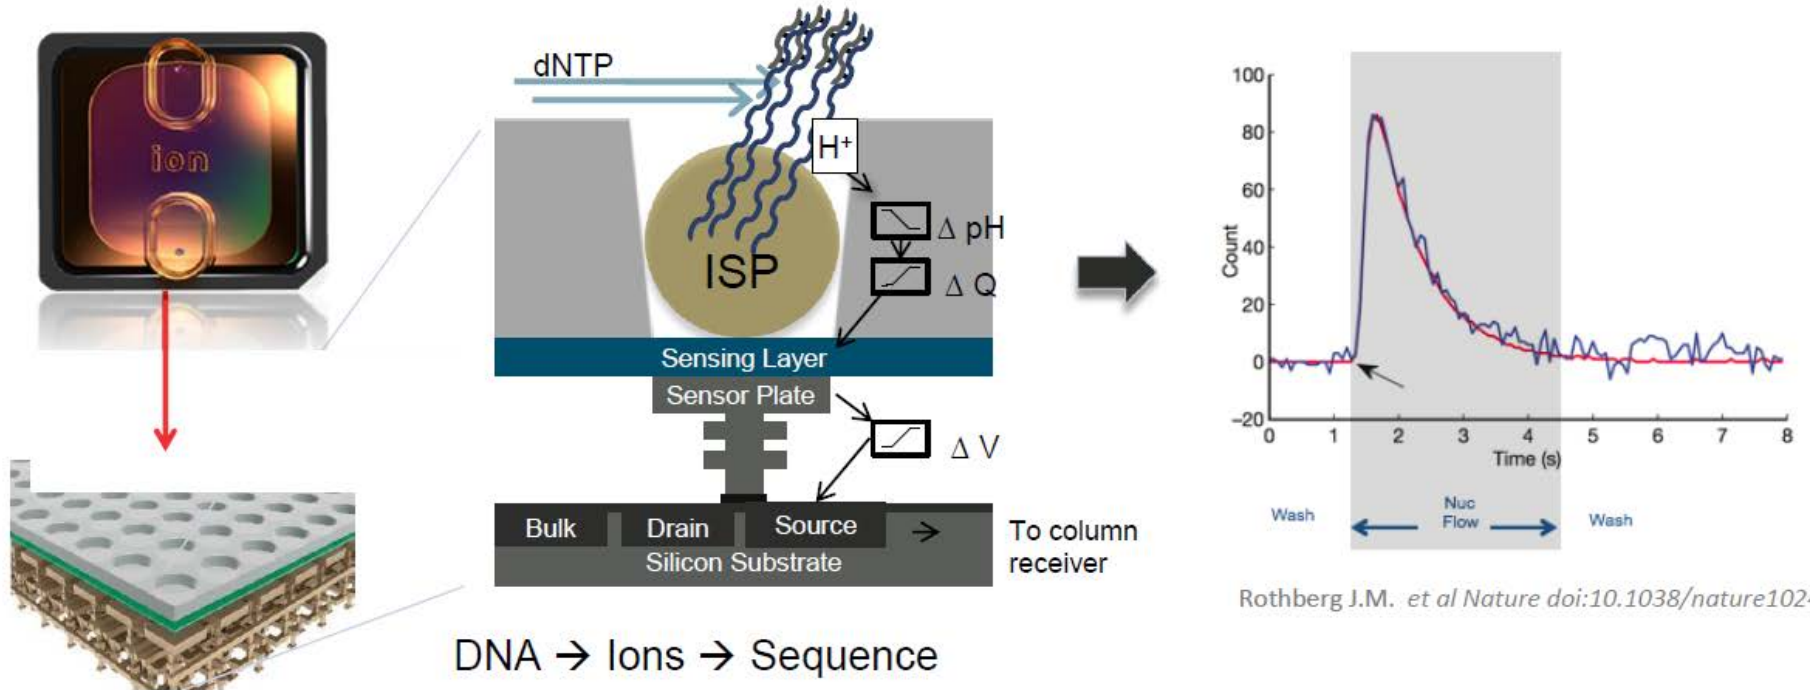 ion
dNTP
H+
Δ pH
ISP
Δ Q
Sensing Layer
Sensor Plate
Δ V
Bulk
Drain
Source
Silicon Substrate
To column
receiver
DNA → Ions → Sequence
100
80
60
40
20
0
–20
Count
0 1 2 3 4 5 6 7 8
Time (s)
Wash
Nuc
Flow
Wash
Rothberg J.M. et al Nature doi:10.1038/nature1024